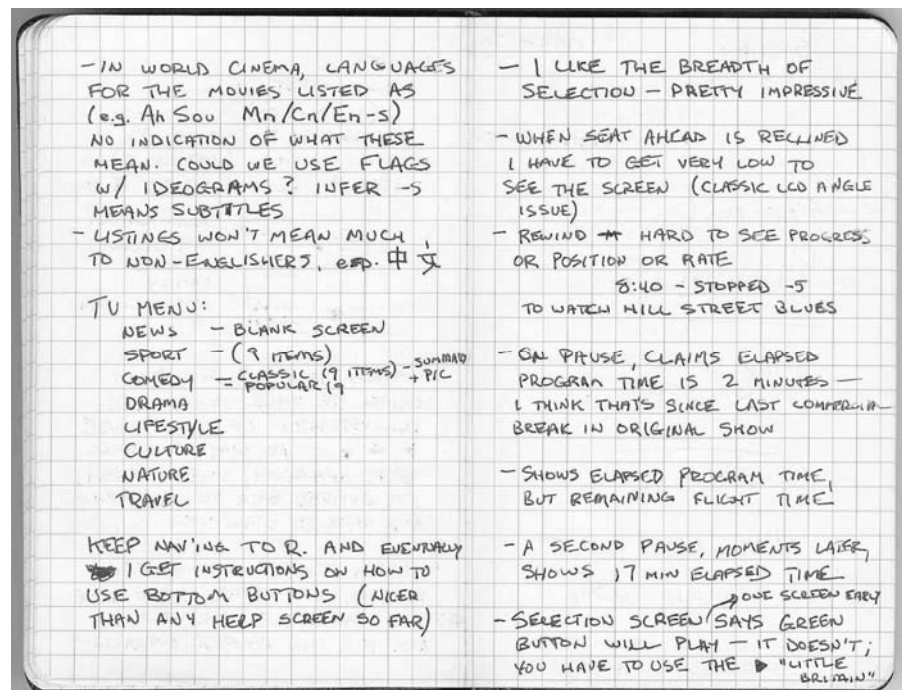 - IN WORLD CINEMA, LANGUAGES
FOR THE MOVIES LISTED AS
(e.g. Ah Sou Mn/Cn/En-s)
NO INDICATION OF WHAT THESE
MEAN. COULD WE USE FLAGS
W/ IDEOGRAMS? INFER -S
MEANS SUBTITLES
- LISTINGS WON'T MEAN MUCH
TO NON-ENGLISHERS, esp. 中文
TV MENU:
NEWS - BLANK SCREEN
SPORT - (9 ITEMS)
COMEDY - CLASSIC (9 ITEMS) - SUMMARY + PIC
= POPULAR 19
DRAMA
LIFESTYLE
CULTURE
NATURE
TRAVEL
KEEP NAV'ING TO R. AND EVENTUALLY
I GET INSTRUCTIONS ON HOW TO
USE BOTTOM BUTTONS (NICER
THAN ANY HELP SCREEN SO FAR)
- I LIKE THE BREADTH OF
SELECTION - PRETTY IMPRESSIVE
- WHEN SEAT AHEAD IS RECLINED
I HAVE TO GET VERY LOW TO
SEE THE SCREEN (CLASSIC LCD ANGLE
ISSUE)
- REWIND HARD TO SEE PROGRESS
OR POSITION OR RATE
8:40 - STOPPED -5
TO WATCH HILL STREET BLUES
- ON PAUSE, CLAIMS ELAPSED
PROGRAM TIME IS 2 MINUTES -
I THINK THAT'S SINCE LAST COMMERCIAL
BREAK IN ORIGINAL SHOW
- SHOWS ELAPSED PROGRAM TIME,
BUT REMAINING FLIGHT TIME
- A SECOND PAUSE, MOMENTS LATER,
SHOWS 17 MIN ELAPSED TIME
ONE SCREEN EARLY
- SELECTION SCREEN SAYS GREEN
BUTTON WILL PLAY - IT DOESN'T;
YOU HAVE TO USE THE ▶ "LITTLE
BRITAIN"